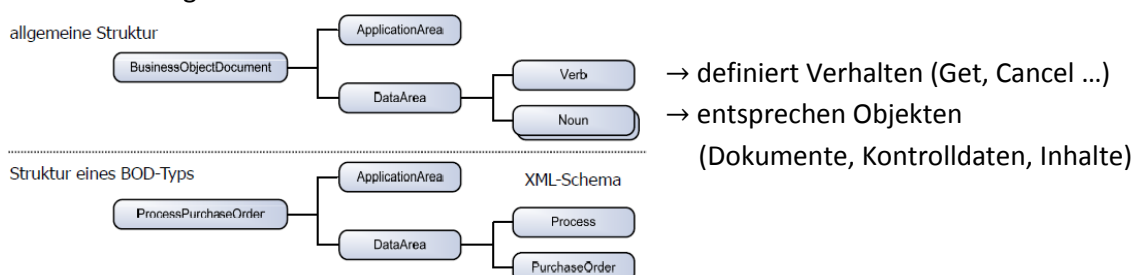 allgemeine Struktur
ApplicationArea
BusinessObjectDocument
Verb
→ definiert Verhalten (Get, Cancel …)
DataArea
Noun
→ entsprechen Objekten
(Dokumente, Kontrolldaten, Inhalte)
Struktur eines BOD-Typs
ApplicationArea
XML-Schema
ProcessPurchaseOrder
Process
DataArea
PurchaseOrder